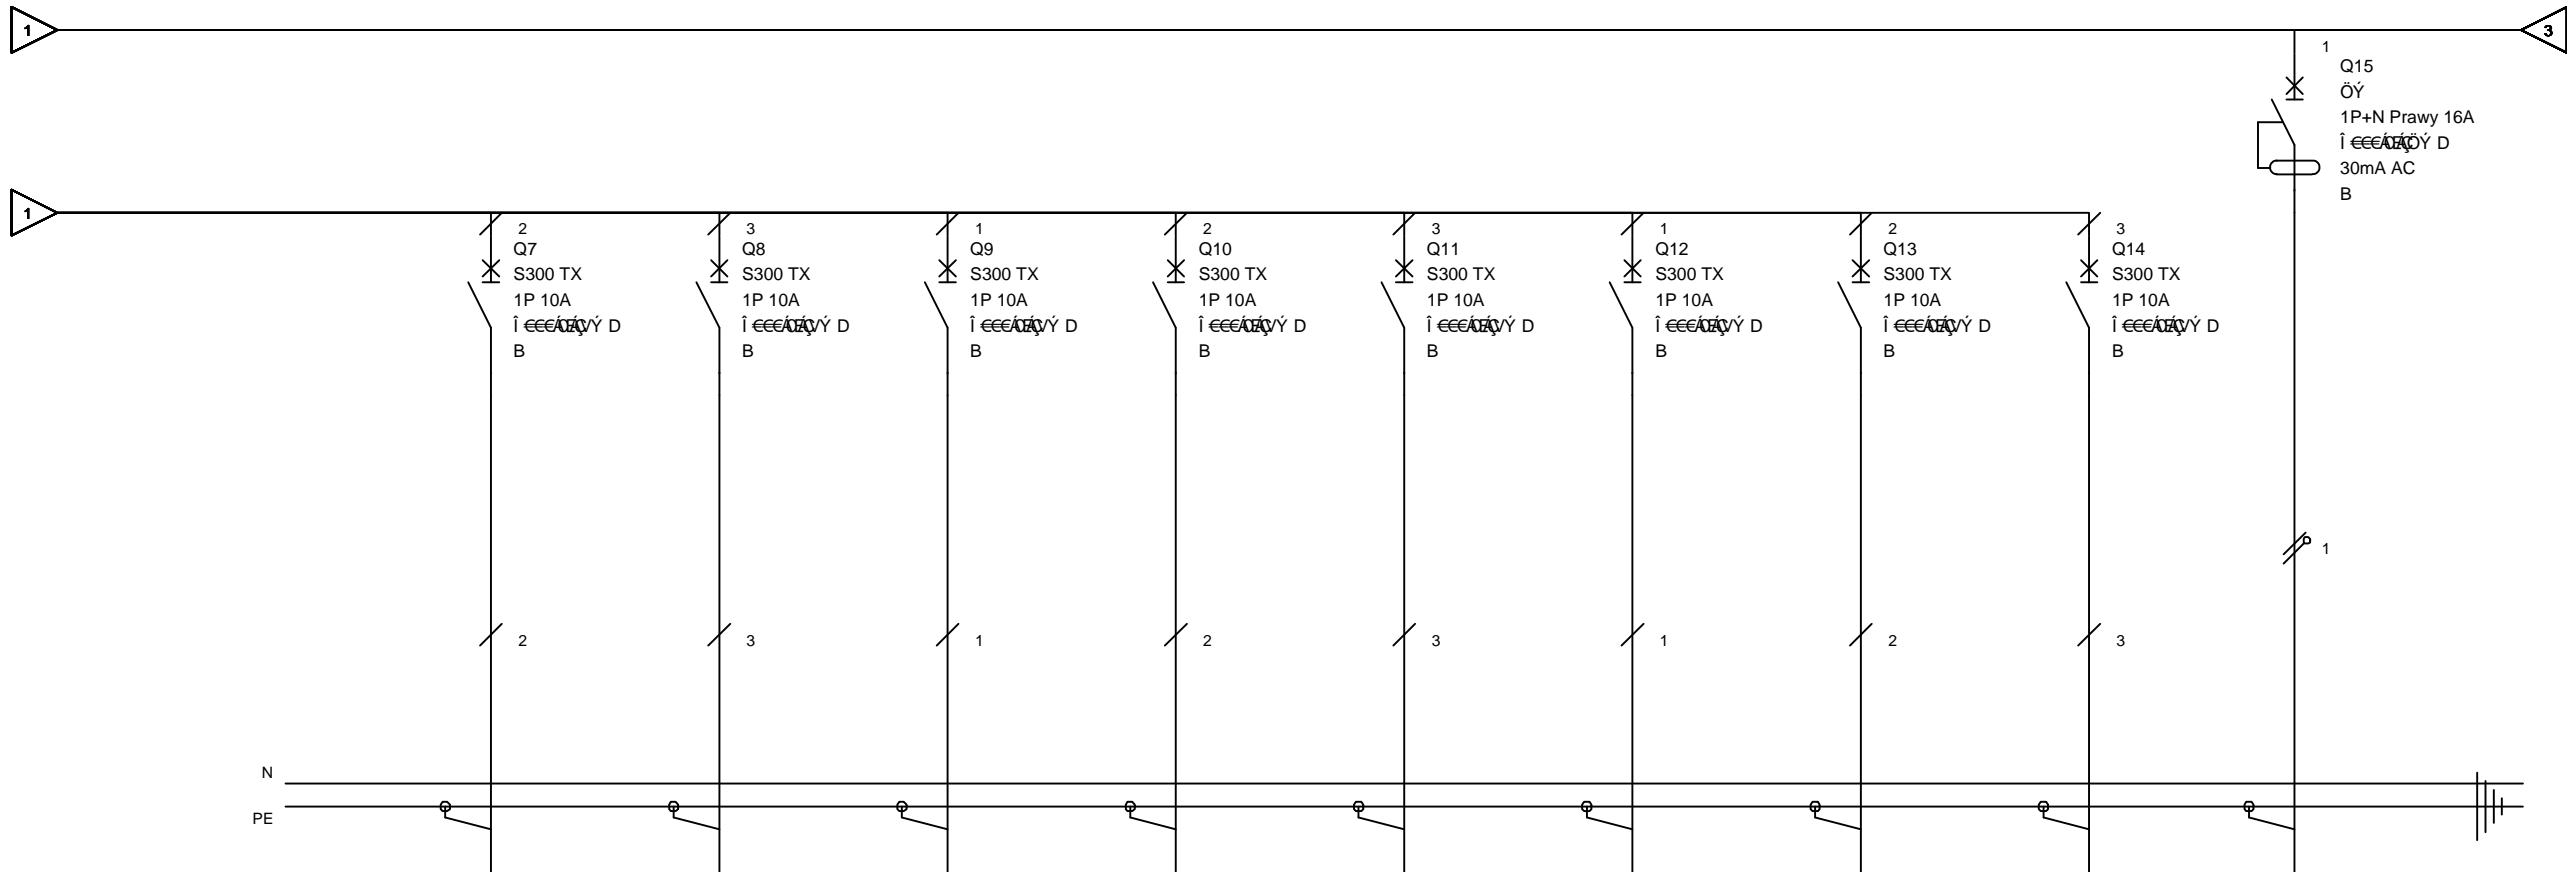 1
3
1
Q15
ÖÝ
1P+N Prawy 16A
Î D
30mA AC
B
1
2
Q7
S300 TX
1P 10A
Î D
B
3
Q8
S300 TX
1P 10A
Î D
B
1
Q9
S300 TX
1P 10A
Î D
B
2
Q10
S300 TX
1P 10A
Î D
B
3
Q11
S300 TX
1P 10A
Î D
B
1
Q12
S300 TX
1P 10A
Î D
B
2
Q13
S300 TX
1P 10A
Î D
B
3
Q14
S300 TX
1P 10A
Î D
B
1
2
3
1
2
3
1
2
3
N
PE